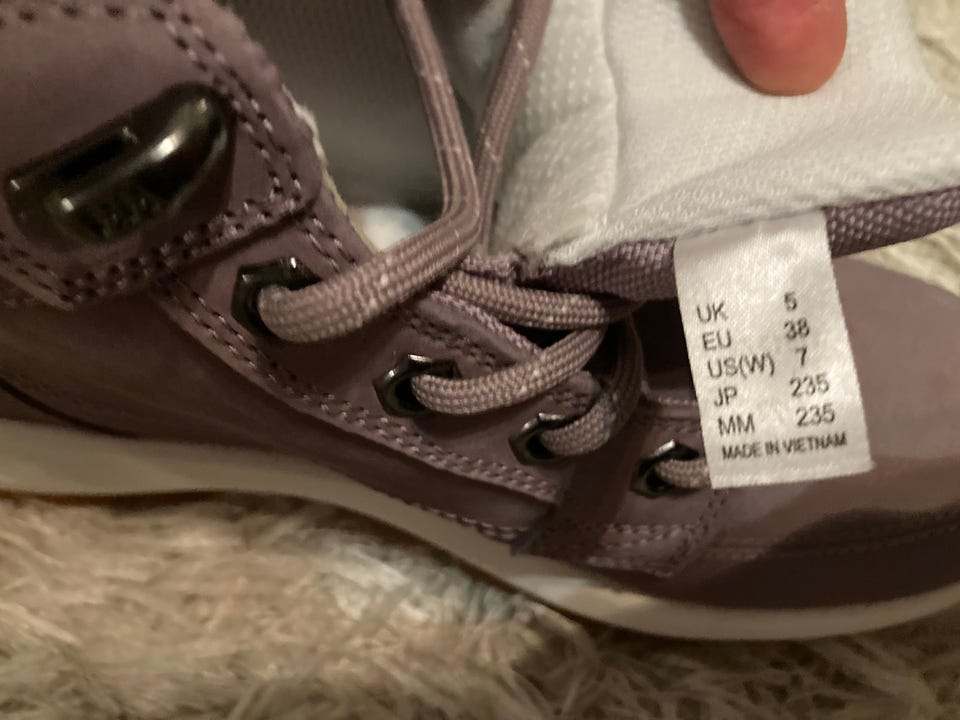 UK 5
EU 38
US(W) 7
JP 235
MM 235
MADE IN VIETNAM